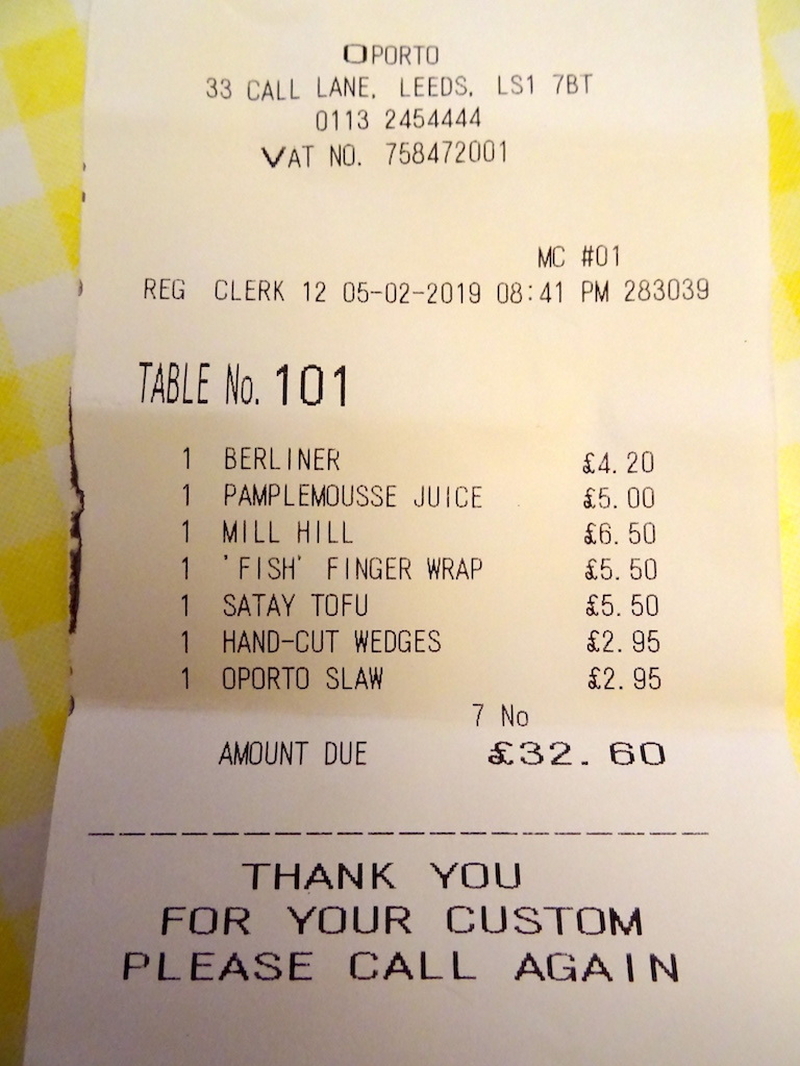 OPORTO
33 CALL LANE, LEEDS, LS1 7BT
0113 2454444
VAT NO. 758472001
MC #01
REG CLERK 12 05-02-2019 08:41 PM 283039
TABLE No. 101
1 BERLINER £4.20
1 PAMPLEMOUSSE JUICE £5.00
1 MILL HILL £6.50
1 'FISH' FINGER WRAP £5.50
1 SATAY TOFU £5.50
1 HAND-CUT WEDGES £2.95
1 OPORTO SLAW £2.95
7 No
AMOUNT DUE £32.60
THANK YOU
FOR YOUR CUSTOM
PLEASE CALL AGAIN